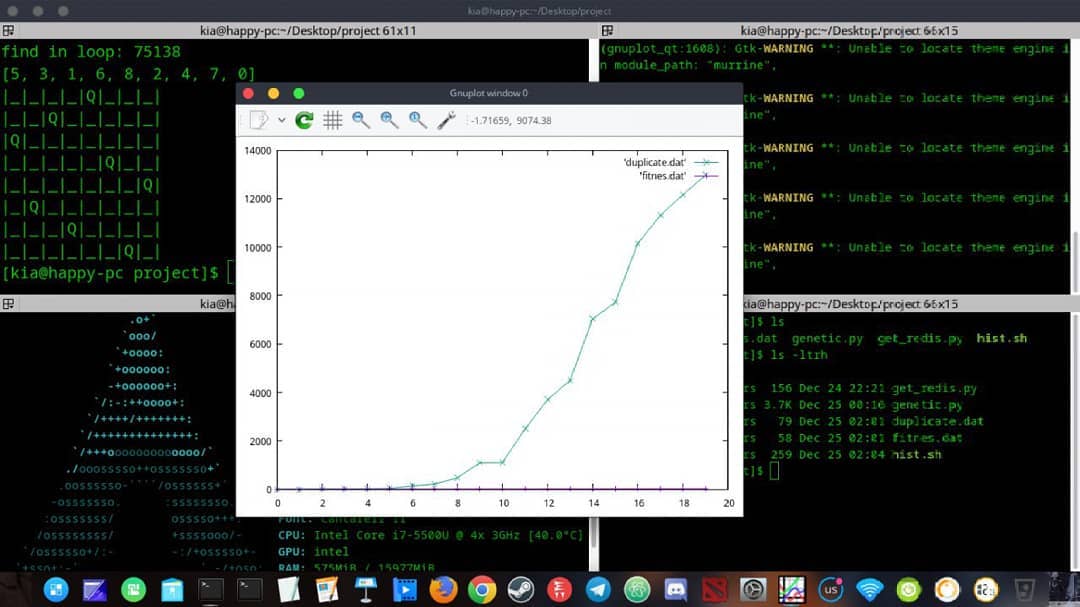 kia@happy-pc:~/Desktop/project
kia@happy-pc:~/Desktop/project 61x11
find in loop: 75138
[5, 3, 1, 6, 8, 2, 4, 7, 0]
|_|_|_|_|Q|_|_|_|
|_|_|Q|_|_|_|_|_|
|Q|_|_|_|_|_|_|_|
|_|_|_|_|_|Q|_|_|
|_|_|_|_|_|_|_|Q|
|_|Q|_|_|_|_|_|_|
|_|_|_|Q|_|_|_|_|
|_|_|_|_|_|_|Q|_|
[kia@happy-pc project]$
kia@happy-pc:~/Desktop/project 66x15
(gnuplot_qt:1608): Gtk-WARNING **: Unable to locate theme engine i
n module_path: "murrine",
tk-WARNING **: Unable to locate theme engine i
ine",
tk-WARNING **: Unable to locate theme engine i
ine",
tk-WARNING **: Unable to locate theme engine i
ine",
tk-WARNING **: Unable to locate theme engine i
ine",
Gnuplot window 0
-1.71659, 9074.38
'duplicate.dat'
'fitnes.dat'
14000
12000
10000
8000
6000
4000
2000
0
0 2 4 6 8 10 12 14 16 18 20
kia@h
.o+`
`ooo/
`+oooo:
`+oooooo:
-+oooooo+:
`/:-:++oooo+:
`/++++/+++++++:
`/++++++++++++++:
`/+++ooooooooooooo/`
./ooosssso++osssssso+`
.oossssso-````/ossssss+`
-osssssso. :ssssssso.
:osssssss/ osssso+++.
/ossssssss/ +ssssooo/-
`/ossssso+/:- -:/+osssso+-
CPU: Intel Core i7-5500U @ 4x 3GHz [40.0°C]
GPU: intel
RAM: 575MiB / 15927MiB
kia@happy-pc:~/Desktop/project 66x15
t]$ ls
s.dat genetic.py get_redis.py hist.sh
t]$ ls -ltrh
rs 156 Dec 24 22:21 get_redis.py
rs 3.7K Dec 25 00:16 genetic.py
rs 79 Dec 25 02:01 duplicate.dat
rs 58 Dec 25 02:01 fitnes.dat
rs 259 Dec 25 02:04 hist.sh
t]$
us